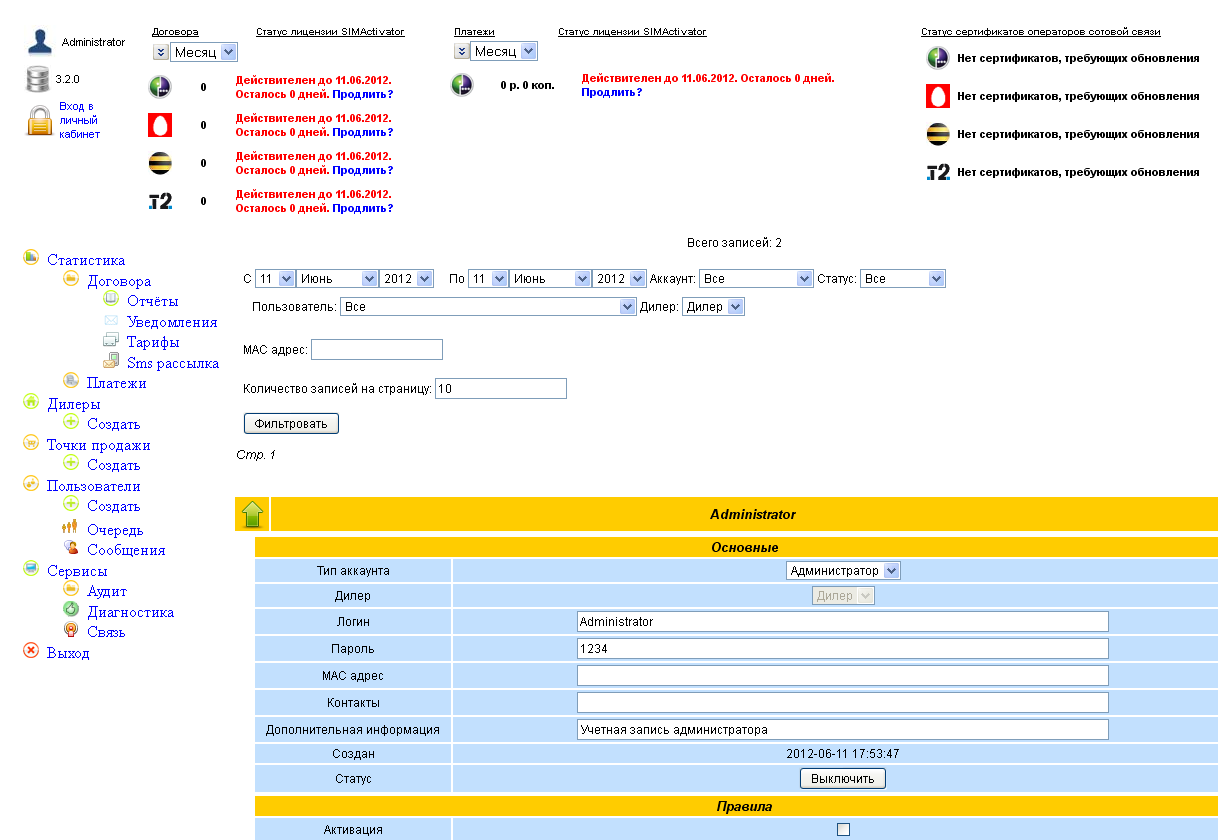 Administrator
3.2.0
Вход в
личный
кабинет
Договора
Месяц
Статус лицензии SIMActivator
0
Действителен до 11.06.2012.
Осталось 0 дней. Продлить?
0
Действителен до 11.06.2012.
Осталось 0 дней. Продлить?
0
Действителен до 11.06.2012.
Осталось 0 дней. Продлить?
T2
0
Действителен до 11.06.2012.
Осталось 0 дней. Продлить?
Платежи
Месяц
Статус лицензии SIMActivator
0 р. 0 коп.
Действителен до 11.06.2012. Осталось 0 дней.
Продлить?
Статус сертификатов операторов сотовой связи
Нет сертификатов, требующих обновления
Нет сертификатов, требующих обновления
Нет сертификатов, требующих обновления
T2 Нет сертификатов, требующих обновления
Статистика
Договора
Отчёты
Уведомления
Тарифы
Sms рассылка
Платежи
Дилеры
Создать
Точки продажи
Создать
Пользователи
Создать
Очередь
Сообщения
Сервисы
Аудит
Диагностика
Связь
Выход
Всего записей: 2
С 11 Июнь 2012 По 11 Июнь 2012 Аккаунт: Все Статус: Все
Пользователь: Все Дилер: Дилер
MAC адрес:
Количество записей на страницу: 10
Фильтровать
Стр. 1
Administrator
Основные
Тип аккаунта Администратор
Дилер Дилер
Логин Administrator
Пароль 1234
MAC адрес
Контакты
Дополнительная информация Учетная запись администратора
Создан 2012-06-11 17:53:47
Статус Выключить
Правила
Активация